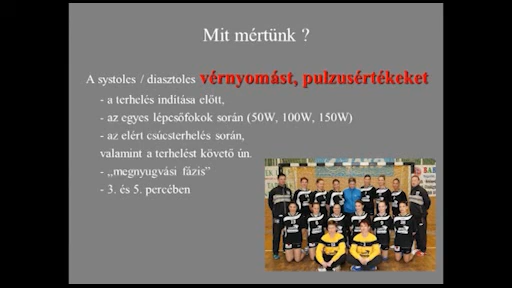 Mit mértünk ?
A systoles / diasztoles vérnyomást, pulzusértékeket
- a terhelés indítása előtt,
- az egyes lépcsőfokok során (50W, 100W, 150W)
- az elért csúcsterhelés során,
valamint a terhelést követő ún.
- „megnyugvási fázis”
- 3. és 5. percében